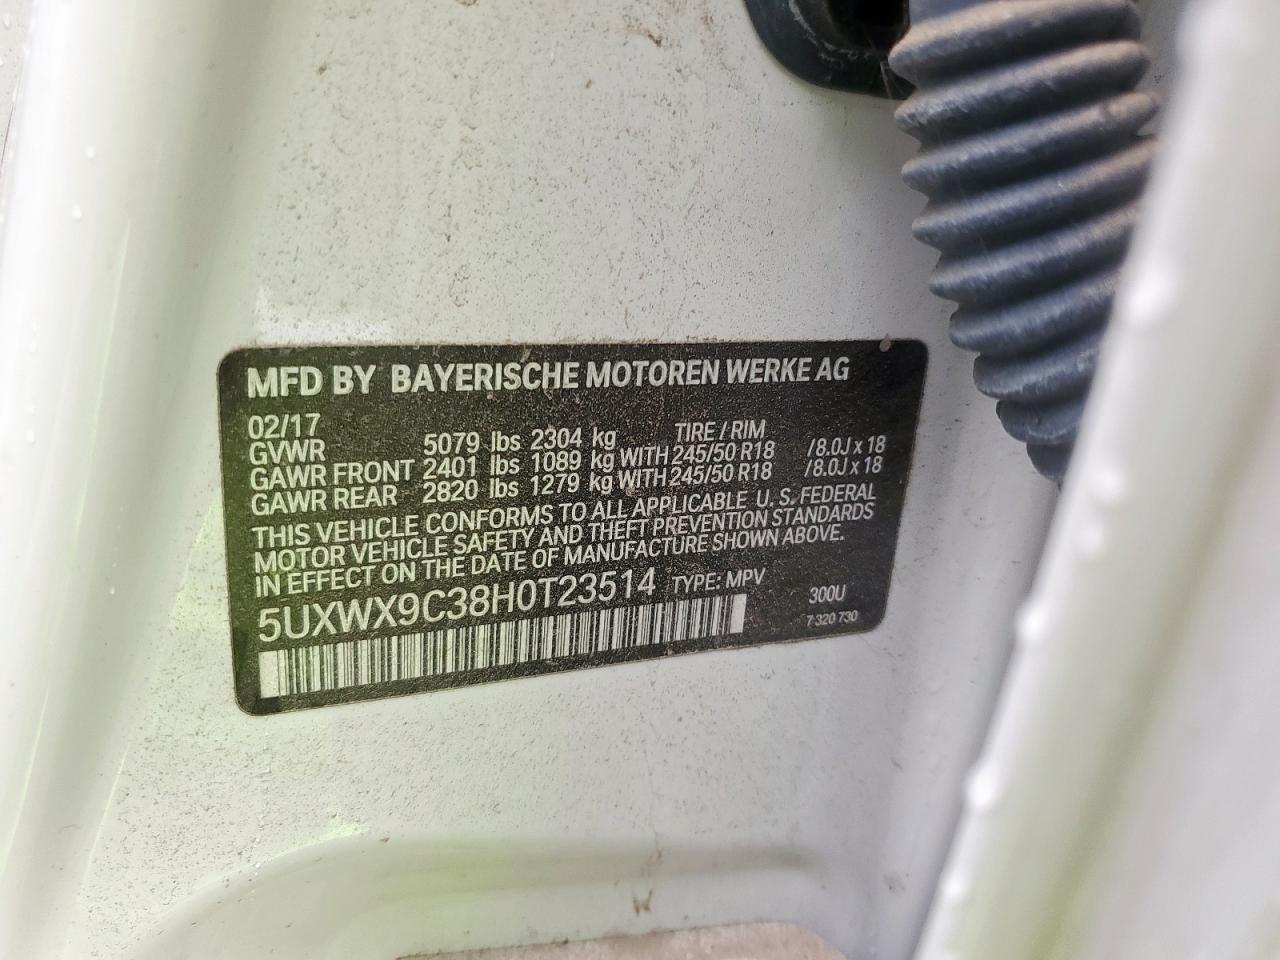 MFD BY BAYERISCHE MOTOREN WERKE AG
02/17 TIRE / RIM
GVWR 5079 lbs 2304 kg
GAWR FRONT 2401 lbs 1089 kg WITH 245/50 R18 /8.0J x 18
GAWR REAR 2820 lbs 1279 kg WITH 245/50 R18 /8.0J x 18
THIS VEHICLE CONFORMS TO ALL APPLICABLE U. S. FEDERAL
MOTOR VEHICLE SAFETY AND THEFT PREVENTION STANDARDS
IN EFFECT ON THE DATE OF MANUFACTURE SHOWN ABOVE.
5UXWX9C38H0T23514 TYPE: MPV 300U
7 320 730